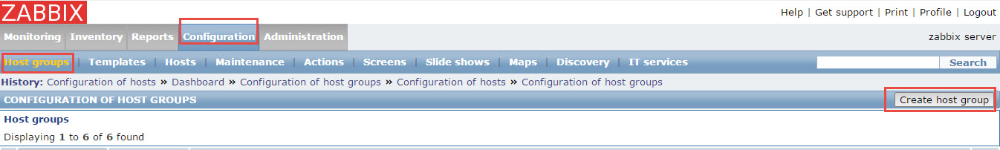 ZABBIX
Help | Get support | Print | Profile | Logout
Monitoring Inventory Reports Configuration Administration
zabbix server
Host groups | Templates | Hosts | Maintenance | Actions | Screens | Slide shows | Maps | Discovery | IT services
Search
History: Configuration of hosts » Dashboard » Configuration of host groups » Configuration of hosts » Configuration of host groups
CONFIGURATION OF HOST GROUPS
Create host group
Host groups
Displaying 1 to 6 of 6 found